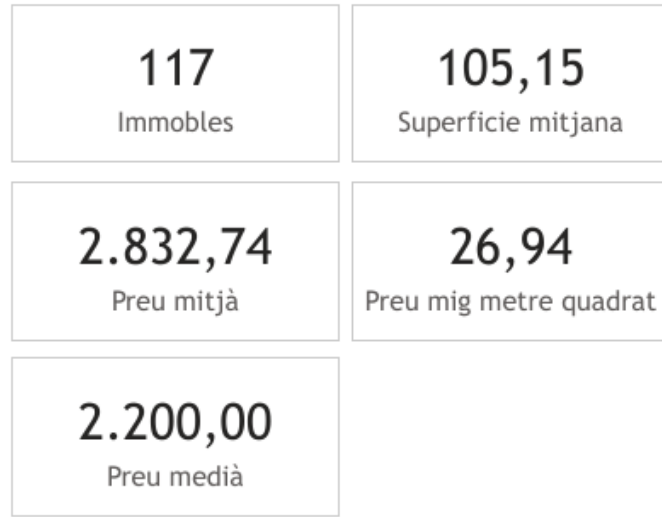 117
Immobles
105,15
Superficie mitjana
2.832,74
Preu mitjà
26,94
Preu mig metre quadrat
2.200,00
Preu medià